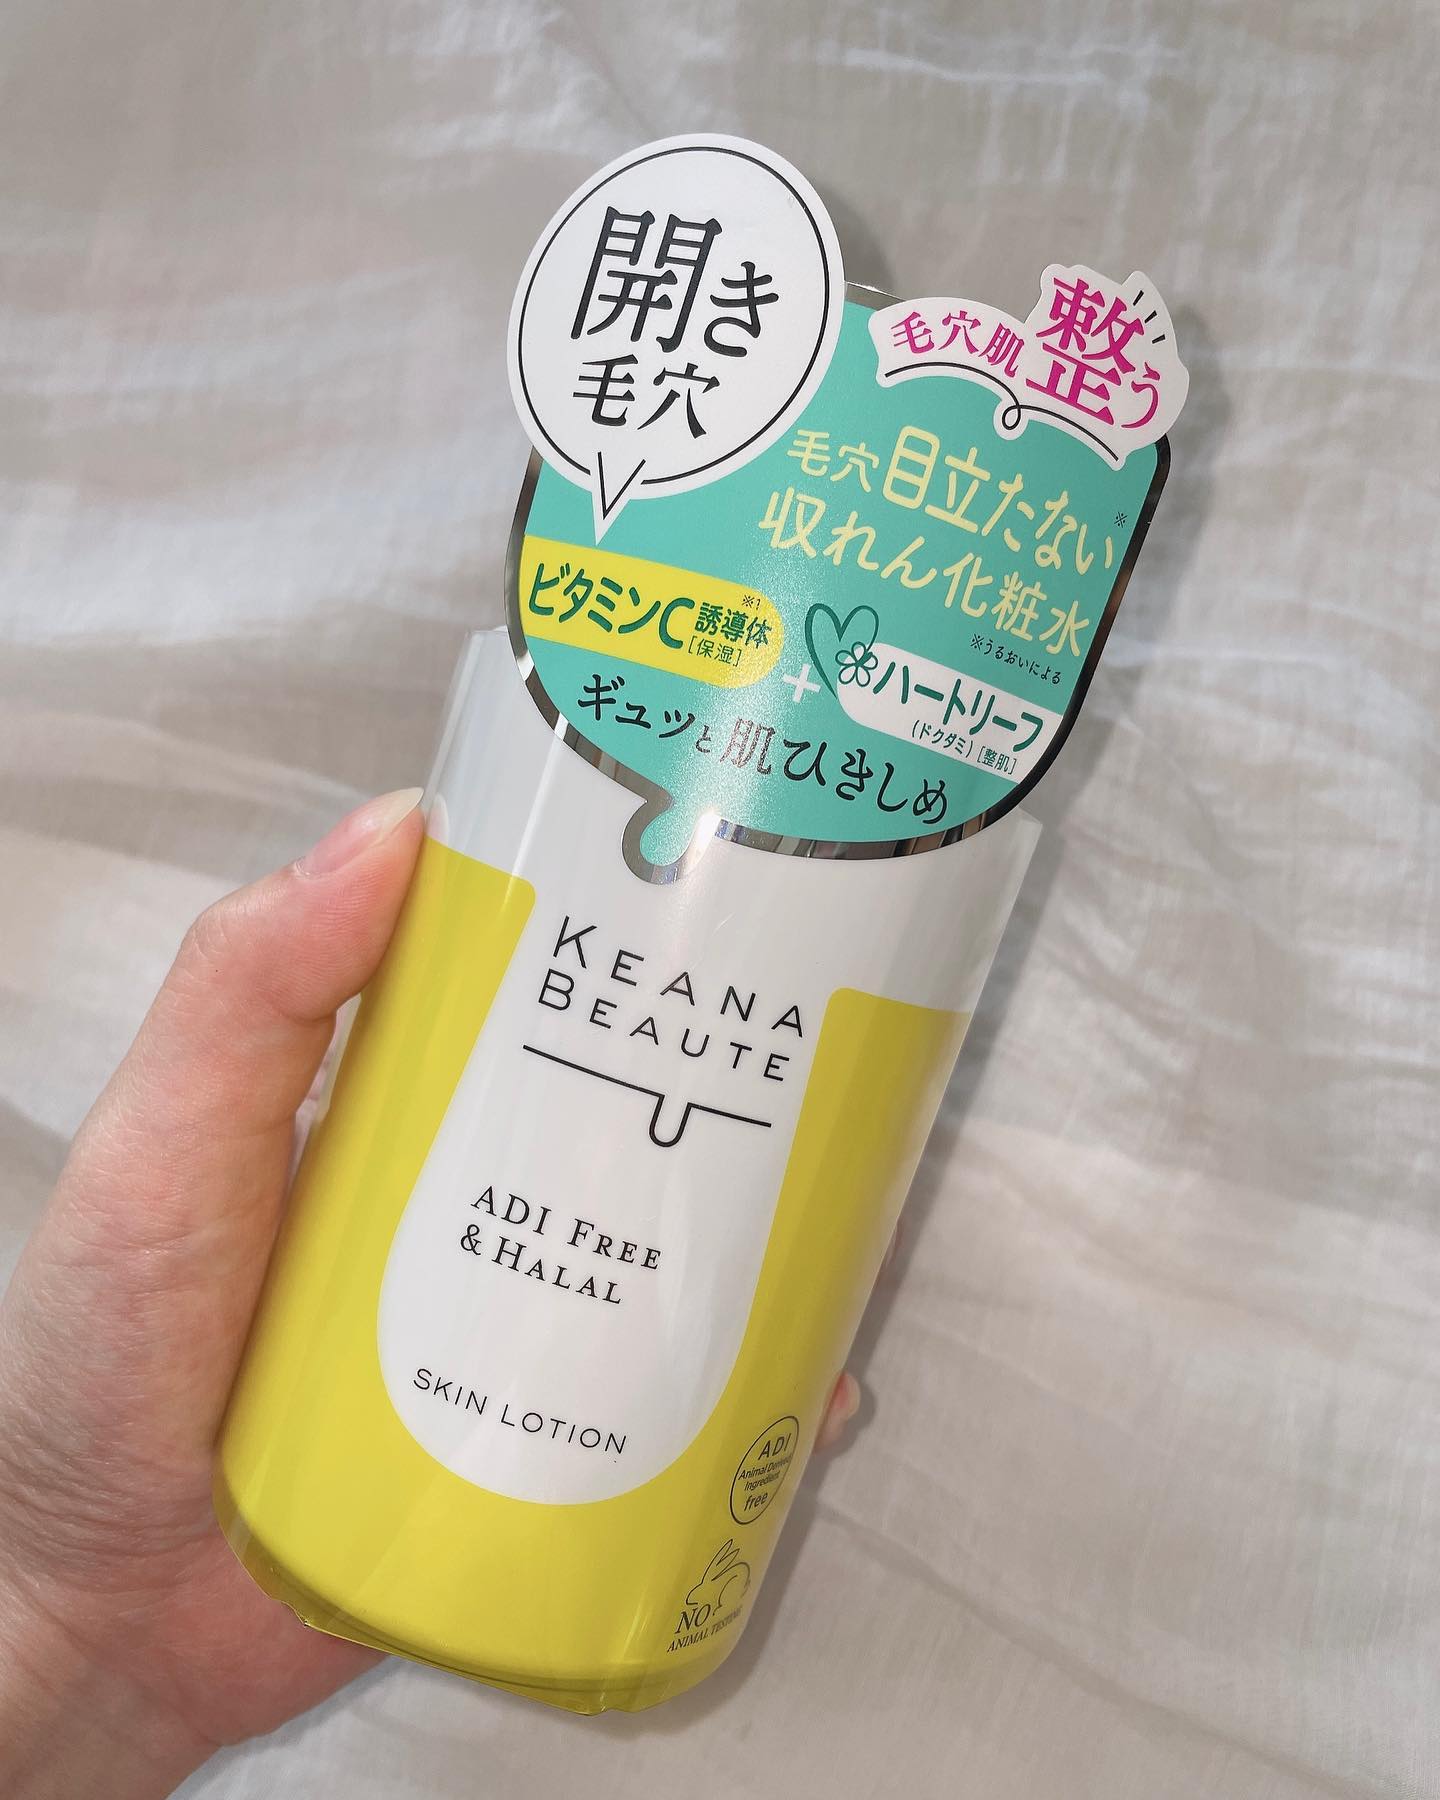 開き
毛穴
毛穴肌整う
毛穴目立たない※
収れん化粧水
※うるおいによる
ビタミンC誘導体※1
[保湿]
+
ハートリーフ
(ドクダミ)[整肌]
ギュッと肌ひきしめ
KEANA
BEAUTE
ADI FREE
& HALAL
SKIN LOTION
ADI
Animal Derived
Ingredient
free
NO
ANIMAL TESTING